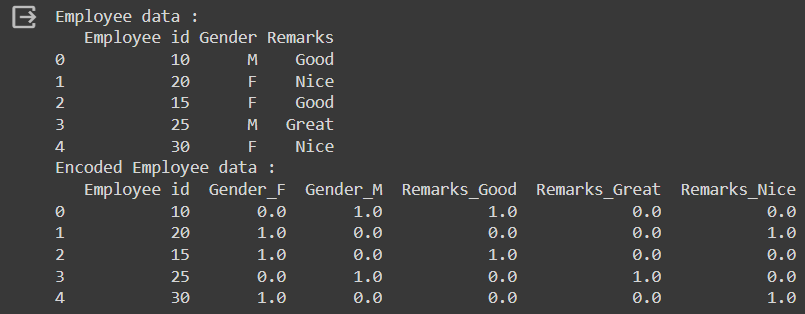 Employee data :
   Employee id Gender Remarks
0           10      M    Good
1           20      F    Nice
2           15      F    Good
3           25      M   Great
4           30      F    Nice
Encoded Employee data :
   Employee id  Gender_F  Gender_M  Remarks_Good  Remarks_Great  Remarks_Nice
0           10       0.0       1.0           1.0            0.0           0.0
1           20       1.0       0.0           0.0            0.0           1.0
2           15       1.0       0.0           1.0            0.0           0.0
3           25       0.0       1.0           0.0            1.0           0.0
4           30       1.0       0.0           0.0            0.0           1.0